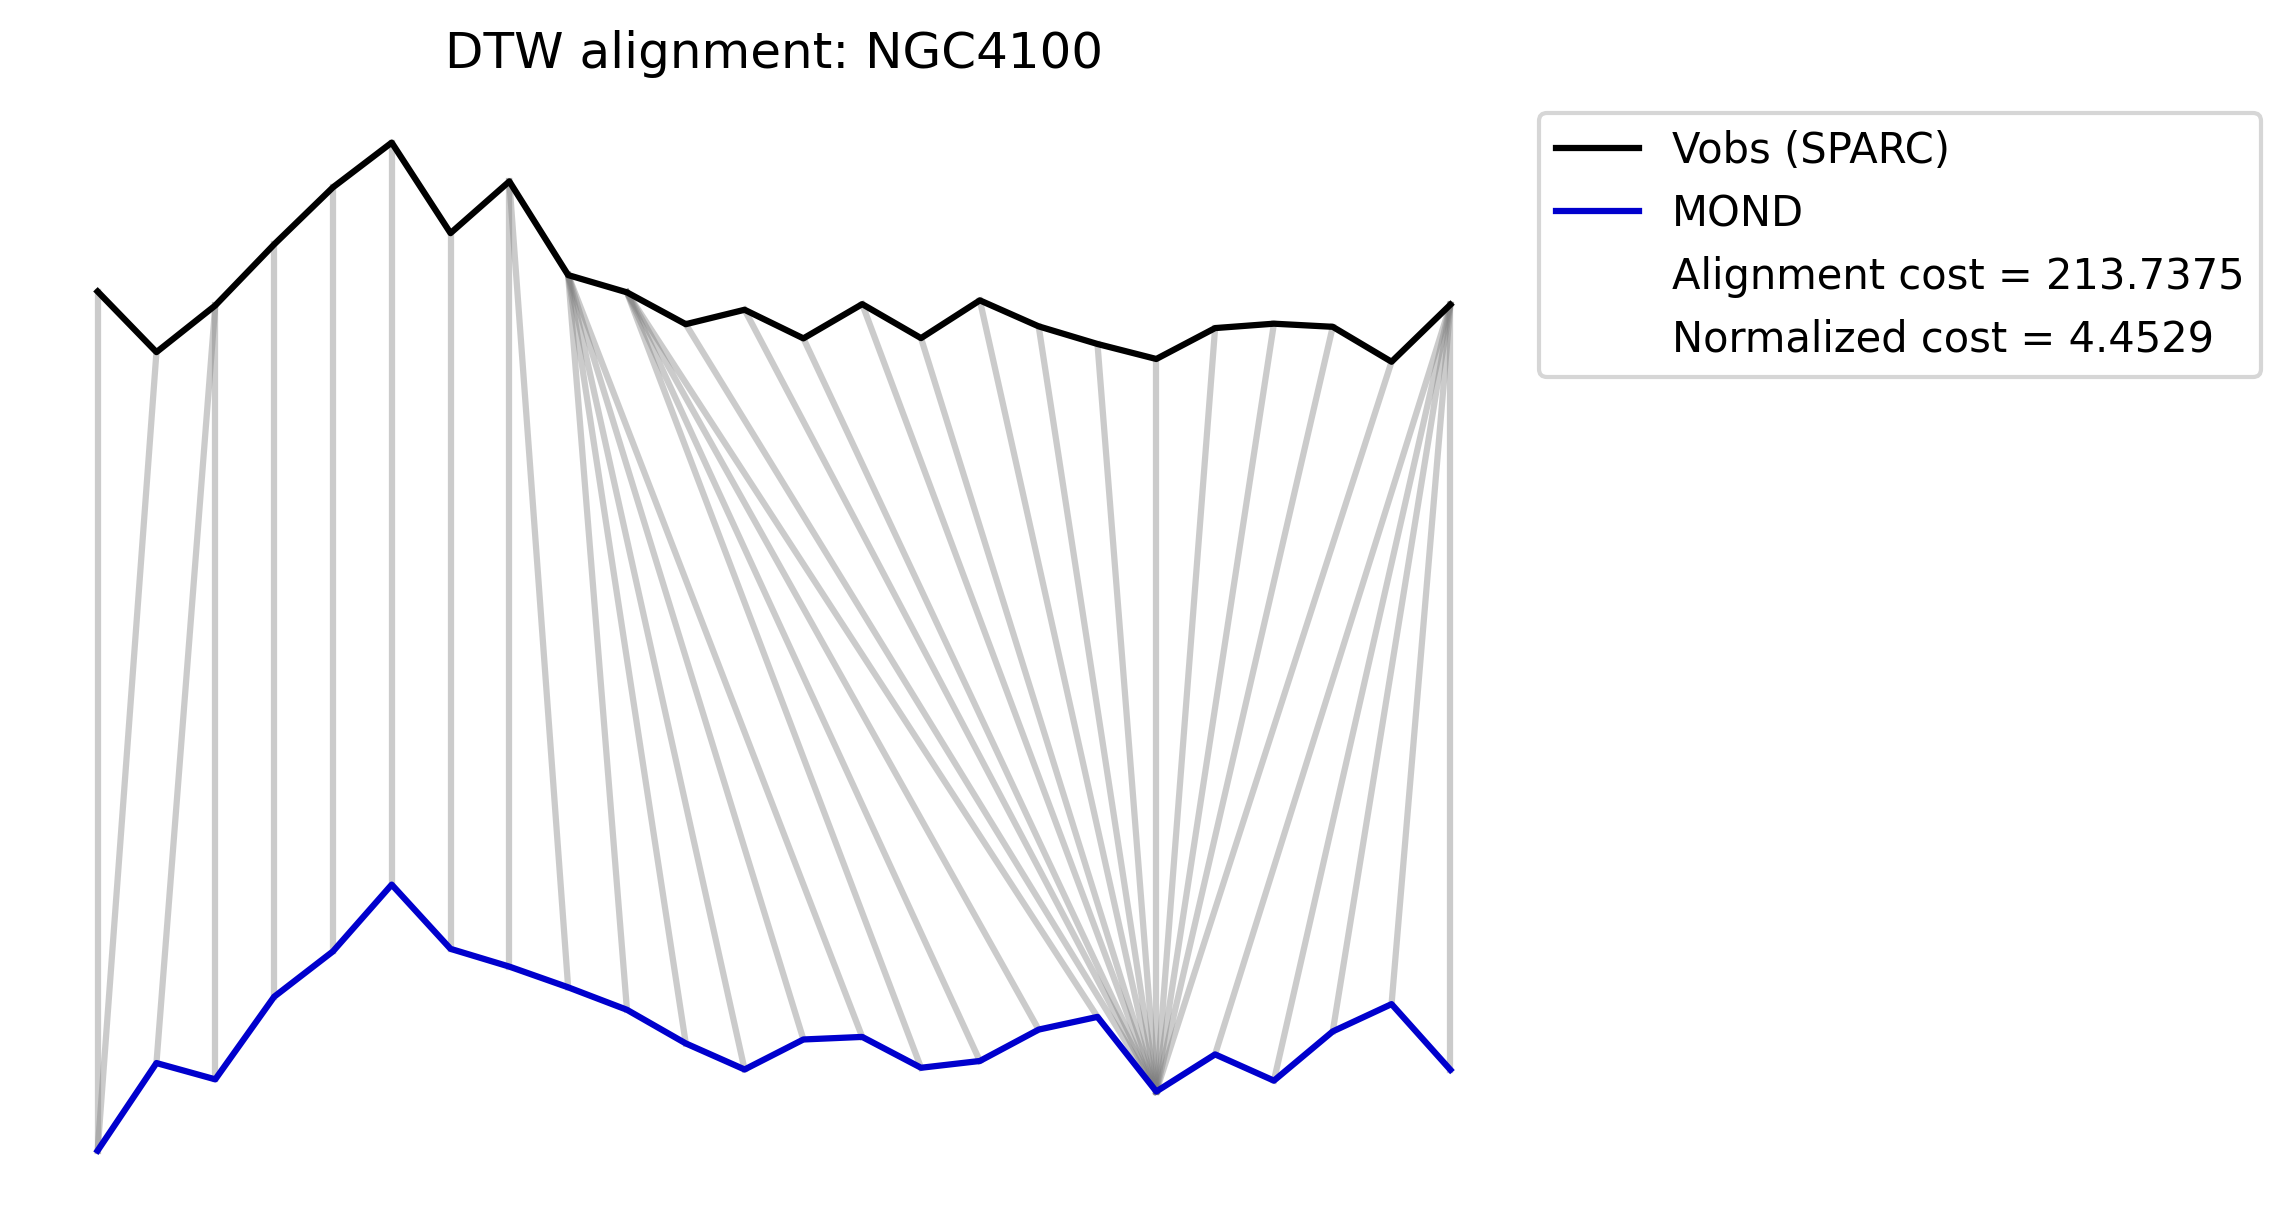 DTW alignment: NGC4100
Vobs (SPARC)
MOND
Alignment cost = 213.7375
Normalized cost = 4.4529